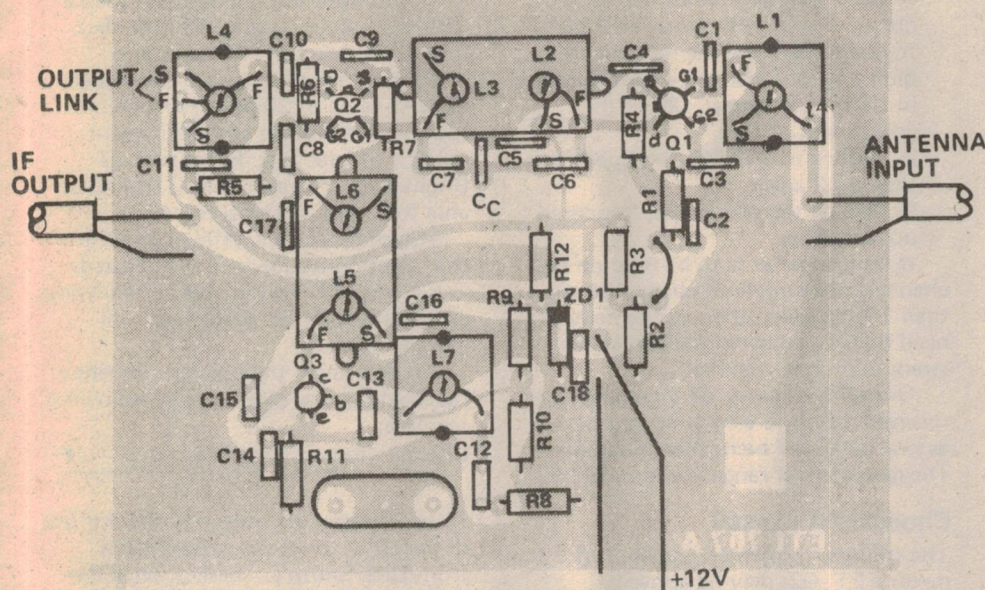 L4
C10
C9
L2
C4
C1
L1
OUTPUT
LINK
S
F
S
F
S
R6
D
S
Q2
G2
G1
R7
S
F
L3
S
F
S
R4
G1
G2
d
Q1
F
S
C11
R5
C8
C7
C5
C6
CC
C3
IF
OUTPUT
ANTENNA
INPUT
L6
F
S
C17
R1
C2
R12
R3
L5
F
S
C16
R9
ZD1
R2
L7
Q3
c
b
e
C15
C13
C18
C14
R11
C12
R10
R8
+12V